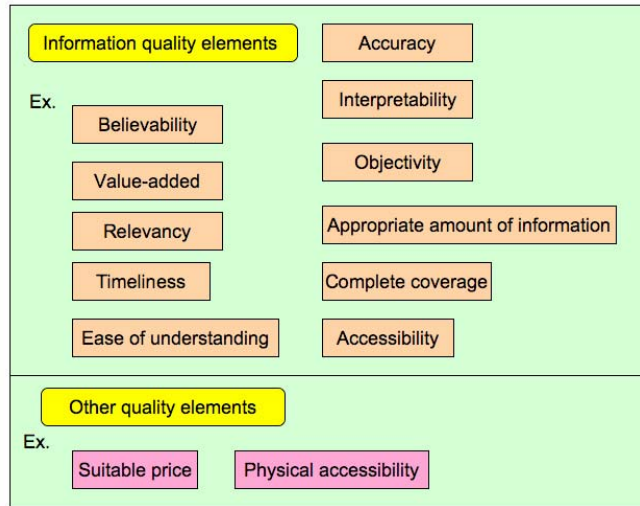 Information quality elements
Ex.
Believability
Value-added
Relevancy
Timeliness
Ease of understanding
Accuracy
Interpretability
Objectivity
Appropriate amount of information
Complete coverage
Accessibility
Other quality elements
Ex.
Suitable price
Physical accessibility